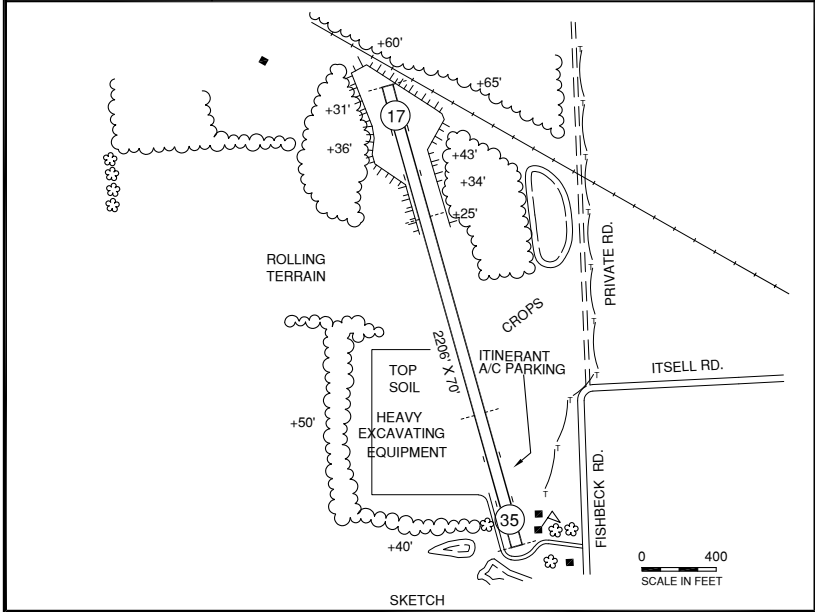 +60'
+65'
+31'
17
+36'
+43'
+34'
+25'
ROLLING
TERRAIN
PRIVATE RD.
CROPS
2206' X 70'
ITINERANT
A/C PARKING
TOP
SOIL
ITSELL RD.
+50'
HEAVY
EXCAVATING
EQUIPMENT
FISHBECK RD.
35
+40'
0 400
SCALE IN FEET
SKETCH
T
T
T
T
T
T
T
T
T